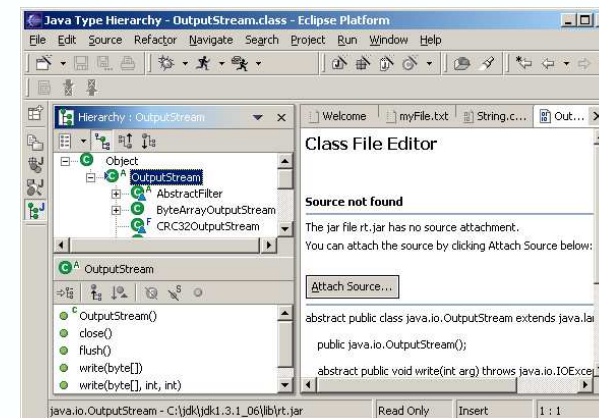 Java Type Hierarchy - OutputStream.class - Eclipse Platform
File Edit Source Refactor Navigate Search Project Run Window Help
Hierarchy : OutputStream
Welcome myFile.txt String.c... Out...
Object
OutputStream
AbstractFilter
ByteArrayOutputStream
CRC32OutputStream
OutputStream
OutputStream()
close()
flush()
write(byte[])
write(byte[], int, int)
Class File Editor
Source not found
The jar file rt.jar has no source attachment.
You can attach the source by clicking Attach Source below:
Attach Source...
abstract public class java.io.OutputStream extends java.lan
public java.io.OutputStream();
abstract public void write(int arg) throws java.io.IOExcep
java.io.OutputStream - C:\jdk\jdk1.3.1_06\lib\rt.jar Read Only Insert 1 : 1